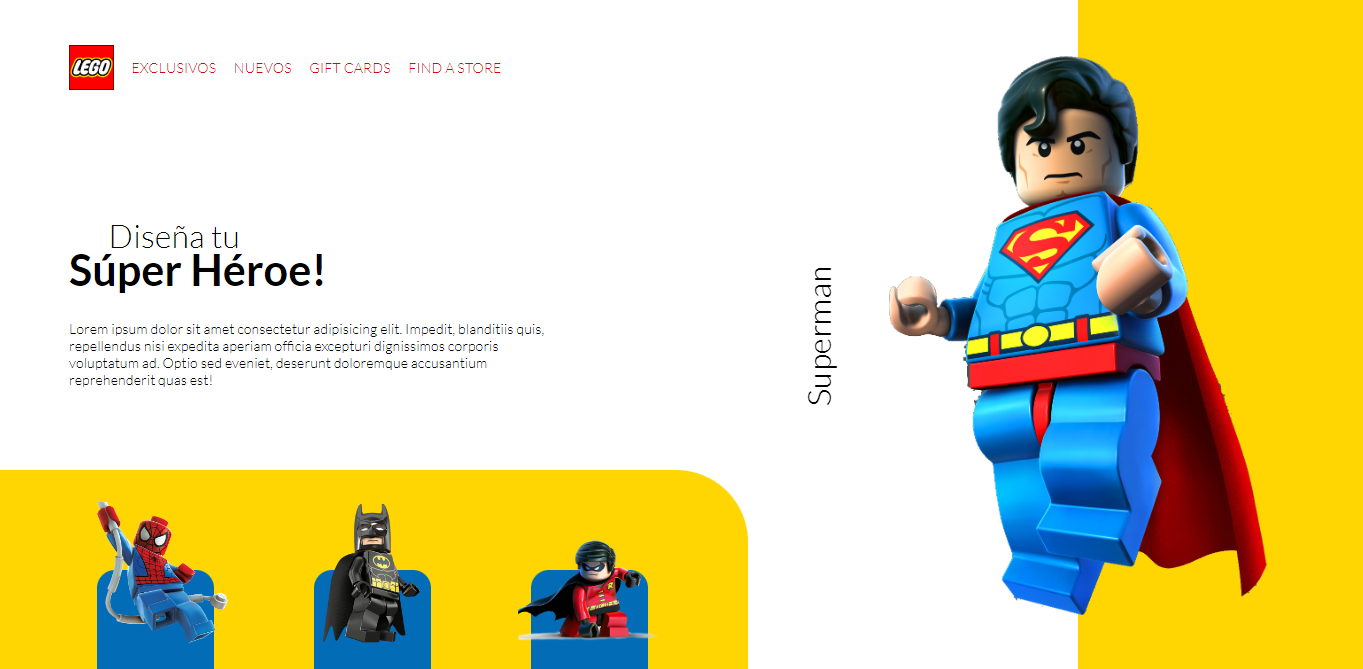 LEGO
EXCLUSIVOS NUEVOS GIFT CARDS FIND A STORE
Diseña tu
Súper Héroe!
Lorem ipsum dolor sit amet consectetur adipisicing elit. Impedit, blanditiis quis,
repellendus nisi expedita aperiam officia excepturi dignissimos corporis
voluptatum ad. Optio sed eveniet, deserunt doloremque accusantium
reprehenderit quas est!
Superman
S
R